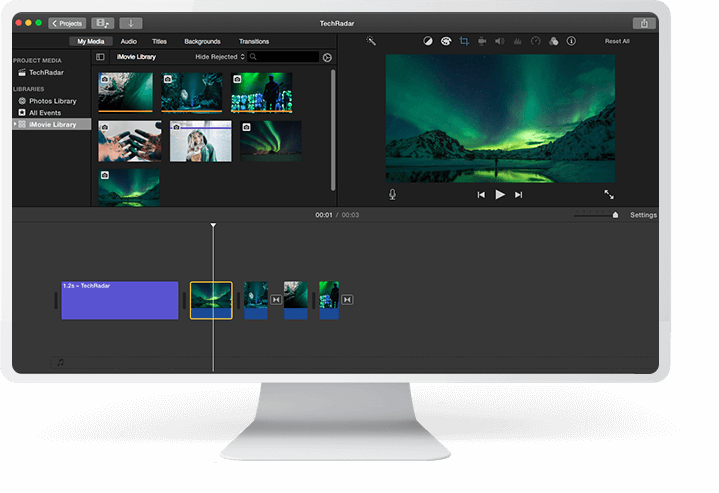 Projects
TechRadar
My Media Audio Titles Backgrounds Transitions
Reset All
PROJECT MEDIA
TechRadar
LIBRARIES
Photos Library
All Events
iMovie Library
iMovie Library Hide Rejected
00:01 / 00:03 Settings
1.2s – TechRadar